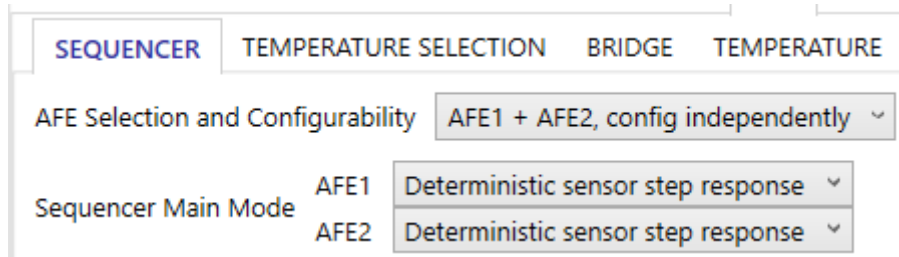 SEQUENCER TEMPERATURE SELECTION BRIDGE TEMPERATURE
AFE Selection and Configurability AFE1 + AFE2, config independently
Sequencer Main Mode
AFE1 Deterministic sensor step response
AFE2 Deterministic sensor step response